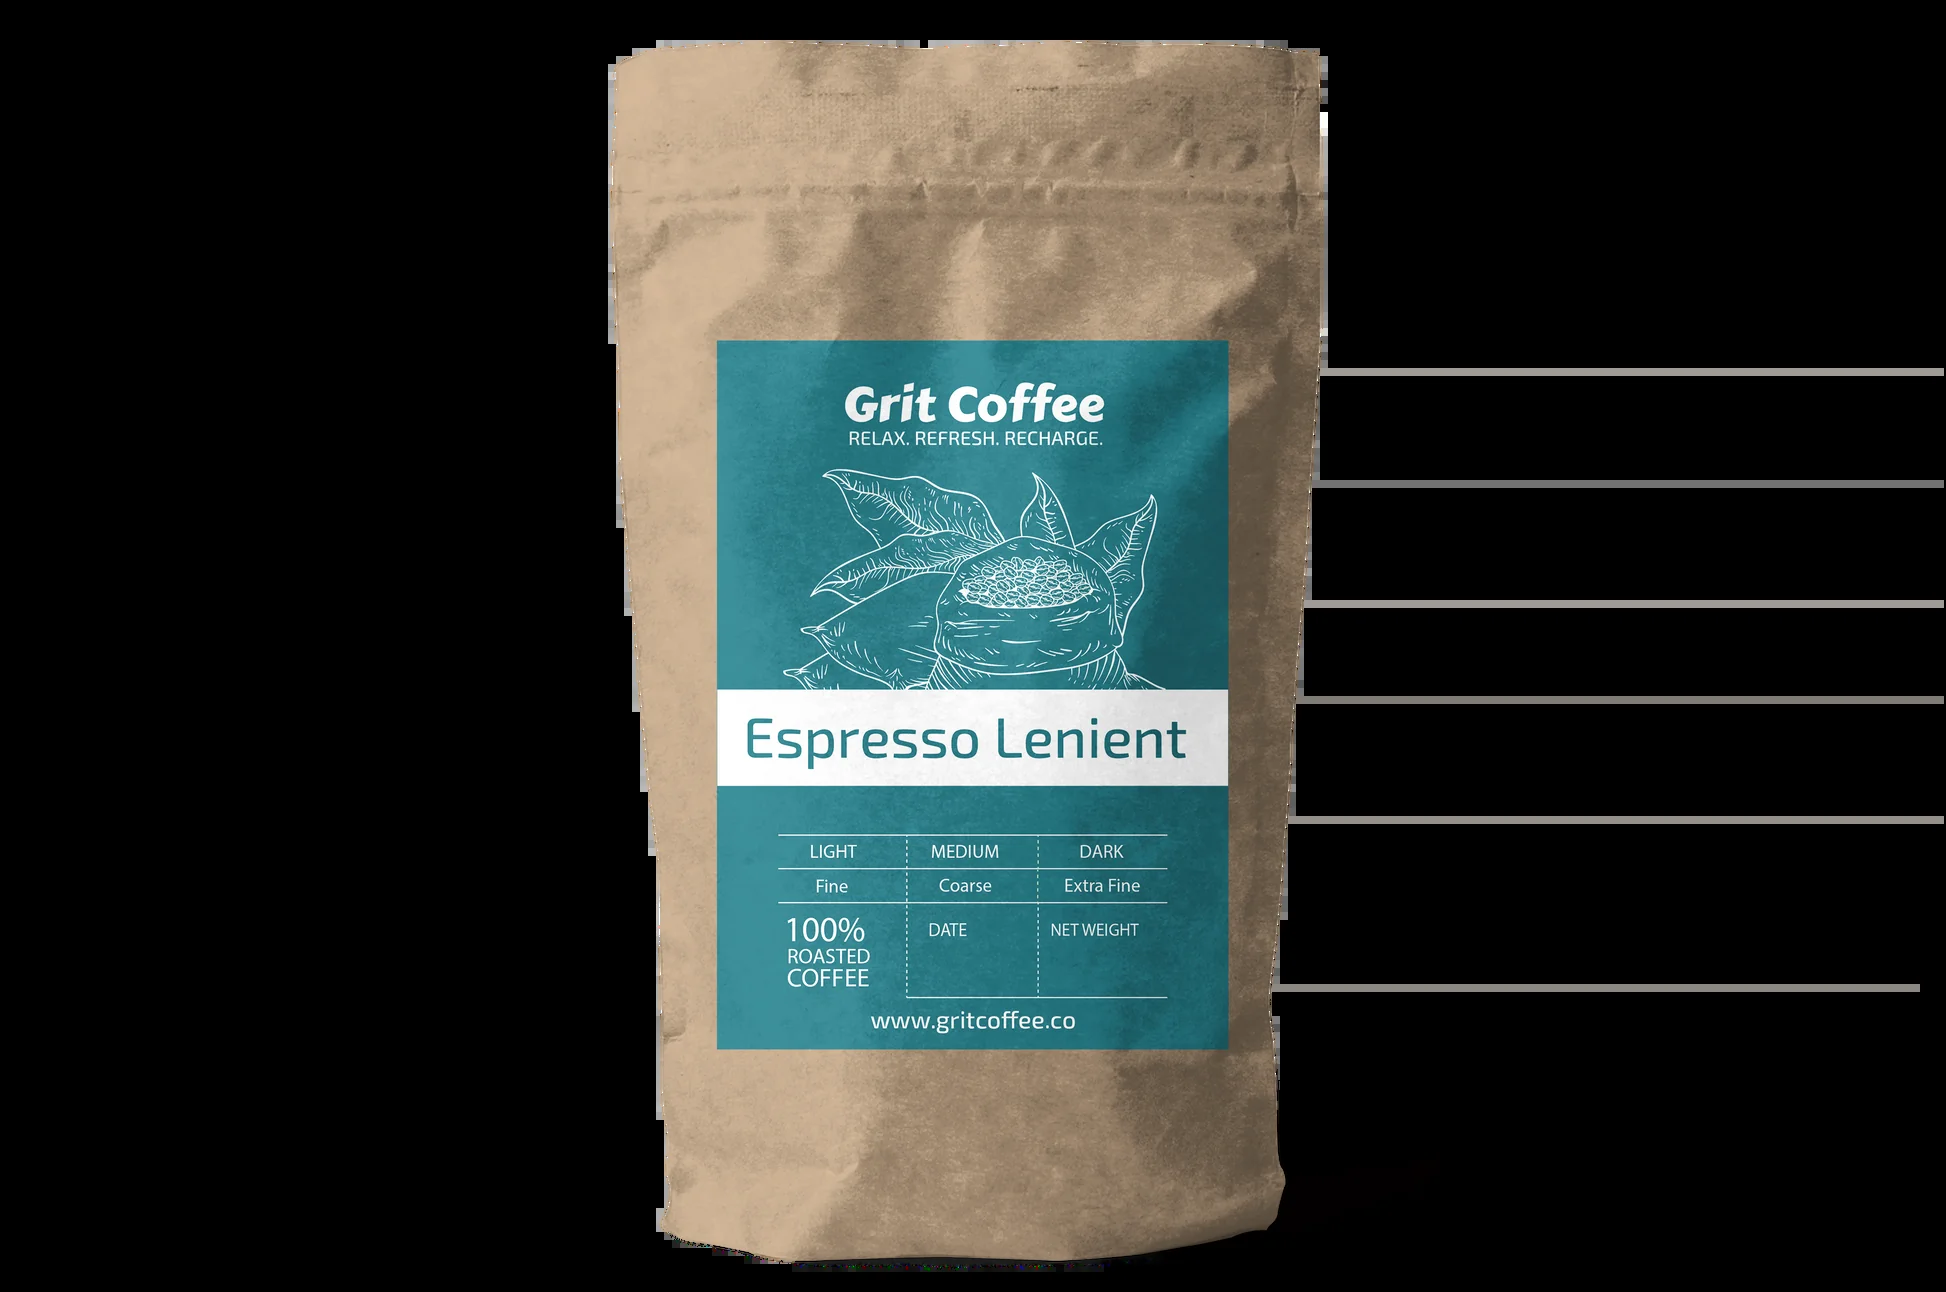 Grit Coffee
RELAX. REFRESH. RECHARGE.
Espresso Lenient
LIGHT MEDIUM DARK
Fine Coarse Extra Fine
100% DATE NET WEIGHT
ROASTED
COFFEE
www.gritcoffee.co